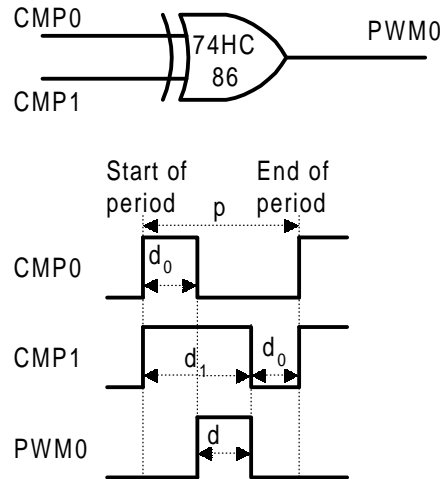 CMP0
PWM0
74HC
86
CMP1
Start of
period
End of
period
p
CMP0
d0
CMP1
d1
d0
PWM0
d